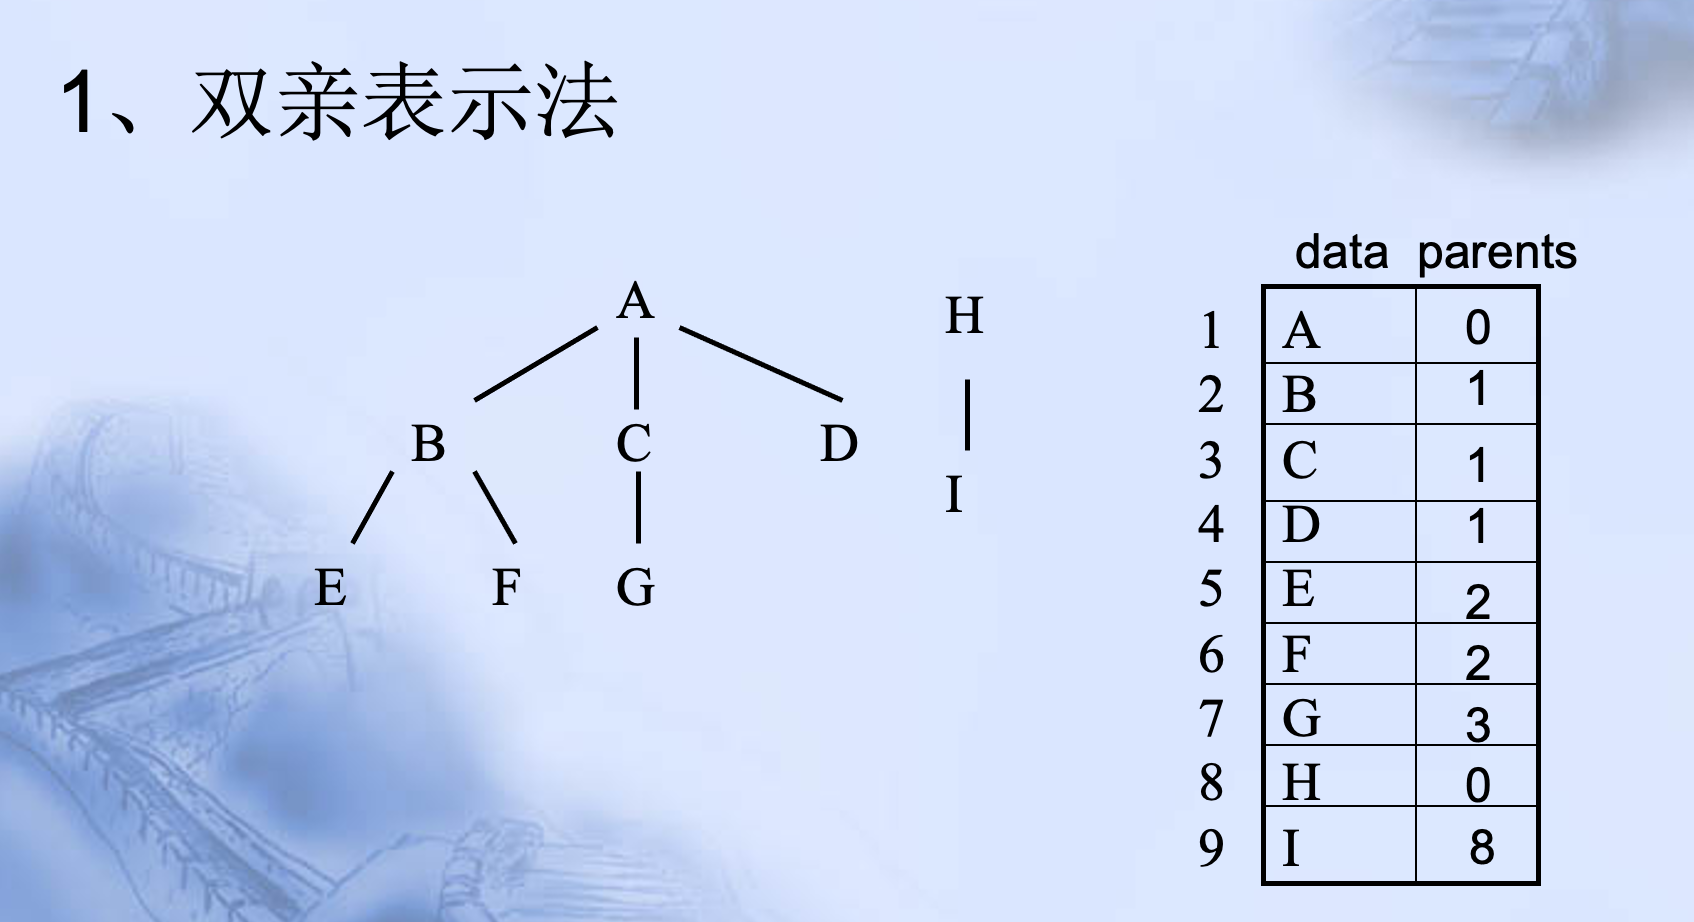 1、双亲表示法
data parents
A
B C D
E F G
H
I
1 A 0
2 B 1
3 C 1
4 D 1
5 E 2
6 F 2
7 G 3
8 H 0
9 I 8